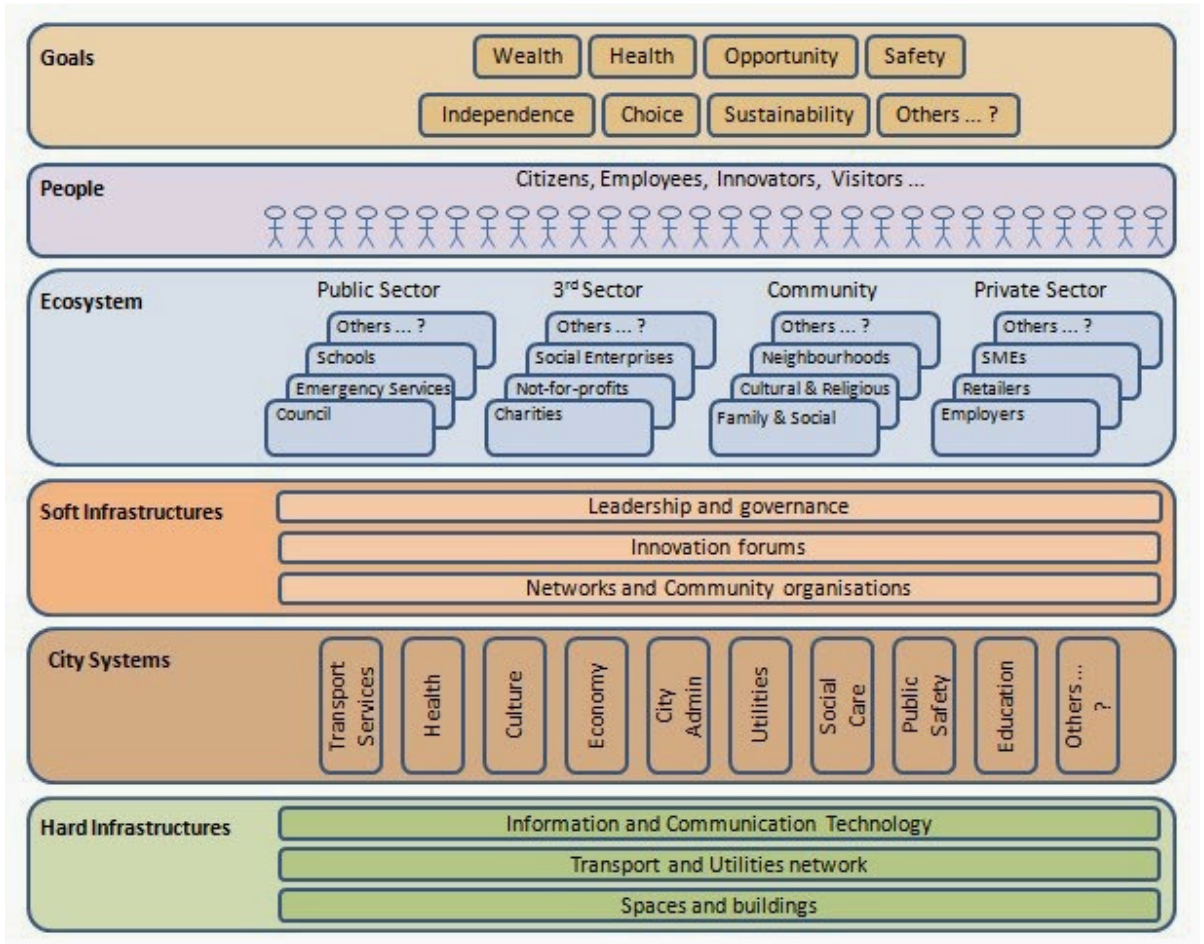 Goals
Wealth
Health
Opportunity
Safety
Independence
Choice
Sustainability
Others ... ?
People
Citizens, Employees, Innovators, Visitors ...
Ecosystem
Public Sector
Others ... ?
Schools
Emergency Services
Council
3rd Sector
Others ... ?
Social Enterprises
Not-for-profits
Charities
Community
Others ... ?
Neighbourhoods
Cultural & Religious
Family & Social
Private Sector
Others ... ?
SMEs
Retailers
Employers
Soft Infrastructures
Leadership and governance
Innovation forums
Networks and Community organisations
City Systems
Transport
Services
Health
Culture
Economy
City
Admin
Utilities
Social
Care
Public
Safety
Education
Others ...
?
Hard Infrastructures
Information and Communication Technology
Transport and Utilities network
Spaces and buildings